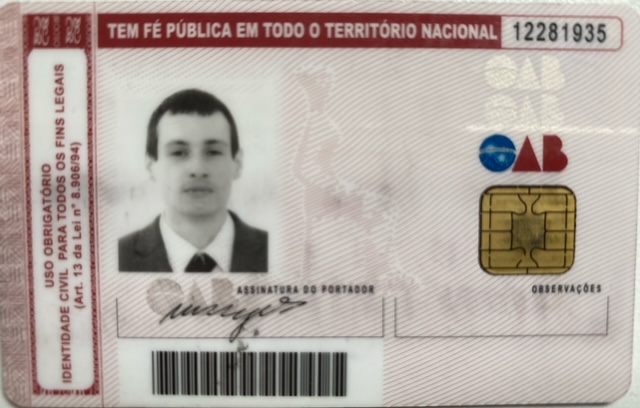 TEM FÉ PÚBLICA EM TODO O TERRITÓRIO NACIONAL 12281935
USO OBRIGATÓRIO
IDENTIDADE CIVIL PARA TODOS OS FINS LEGAIS
(Art. 13 da Lei nº 8.906/94)
OAB
OAB
OAB
OAB
ASSINATURA DO PORTADOR
OBSERVAÇÕES